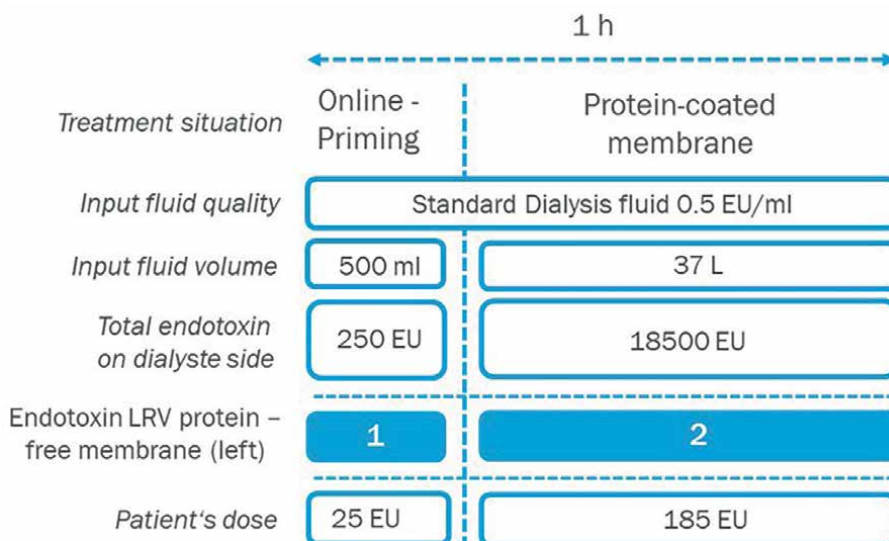 1 h
Treatment situation
Online -
Priming
Protein-coated
membrane
Input fluid quality
Standard Dialysis fluid 0.5 EU/ml
Input fluid volume
500 ml
37 L
Total endotoxin
on dialyste side
250 EU
18500 EU
Endotoxin LRV protein –
free membrane (left)
1
2
Patient‘s dose
25 EU
185 EU